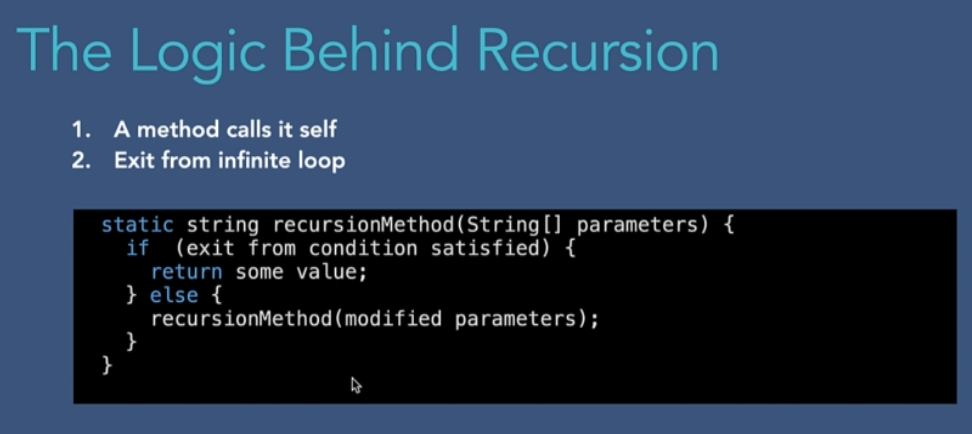 The Logic Behind Recursion
1. A method calls it self
2. Exit from infinite loop
static string recursionMethod(String[] parameters) {
if (exit from condition satisfied) {
return some value;
} else {
recursionMethod(modified parameters);
}
}